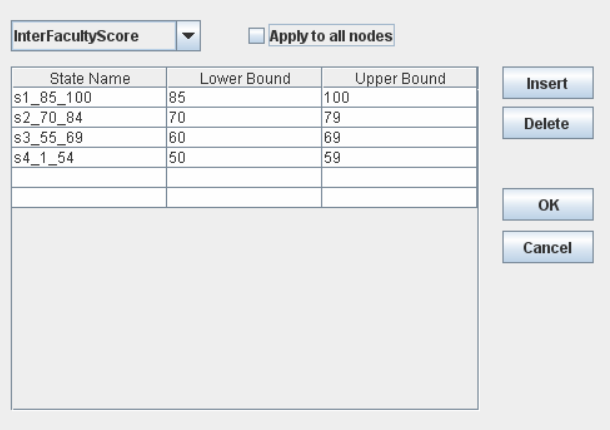 InterFacultyScore
Apply to all nodes
State Name Lower Bound Upper Bound
s1_85_100 85 100
s2_70_84 70 79
s3_55_69 60 69
s4_1_54 50 59
Insert
Delete
OK
Cancel